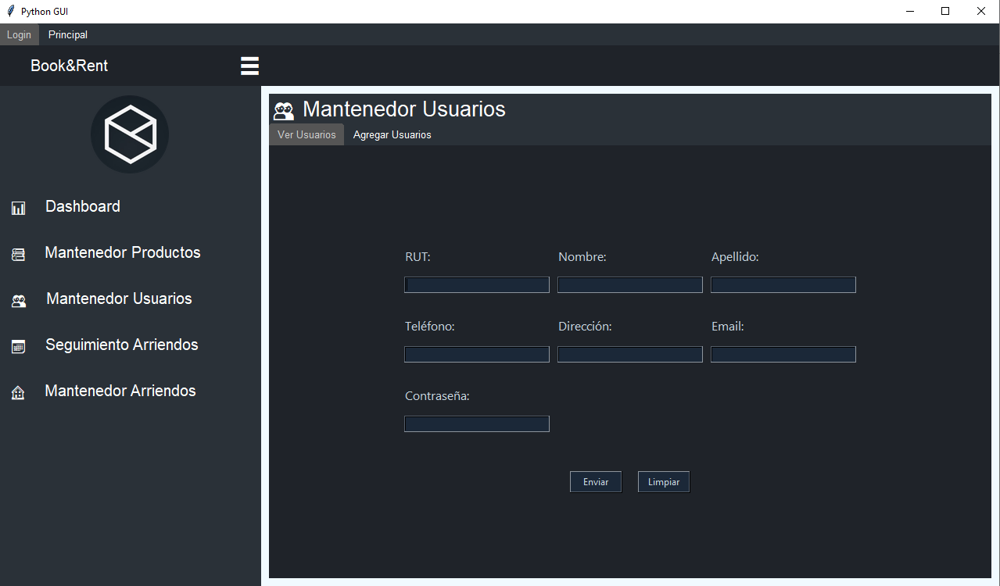 Python GUI
Login Principal
Book&Rent
Mantenedor Usuarios
Ver Usuarios Agregar Usuarios
Dashboard
Mantenedor Productos
Mantenedor Usuarios
Seguimiento Arriendos
Mantenedor Arriendos
RUT: Nombre: Apellido:
Teléfono: Dirección: Email:
Contraseña:
Enviar Limpiar